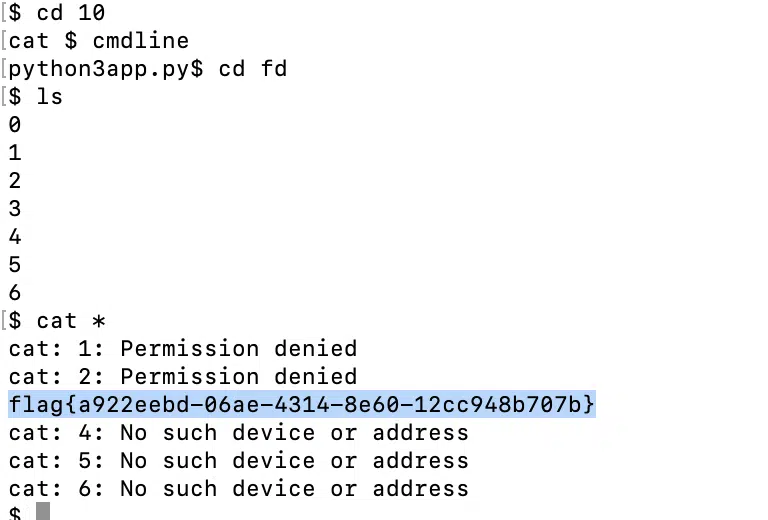 [$ cd 10
[cat $ cmdline
[python3app.py$ cd fd
[$ ls
0
1
2
3
4
5
6
[$ cat *
cat: 1: Permission denied
cat: 2: Permission denied
flag{a922eebd-06ae-4314-8e60-12cc948b707b}
cat: 4: No such device or address
cat: 5: No such device or address
cat: 6: No such device or address
$